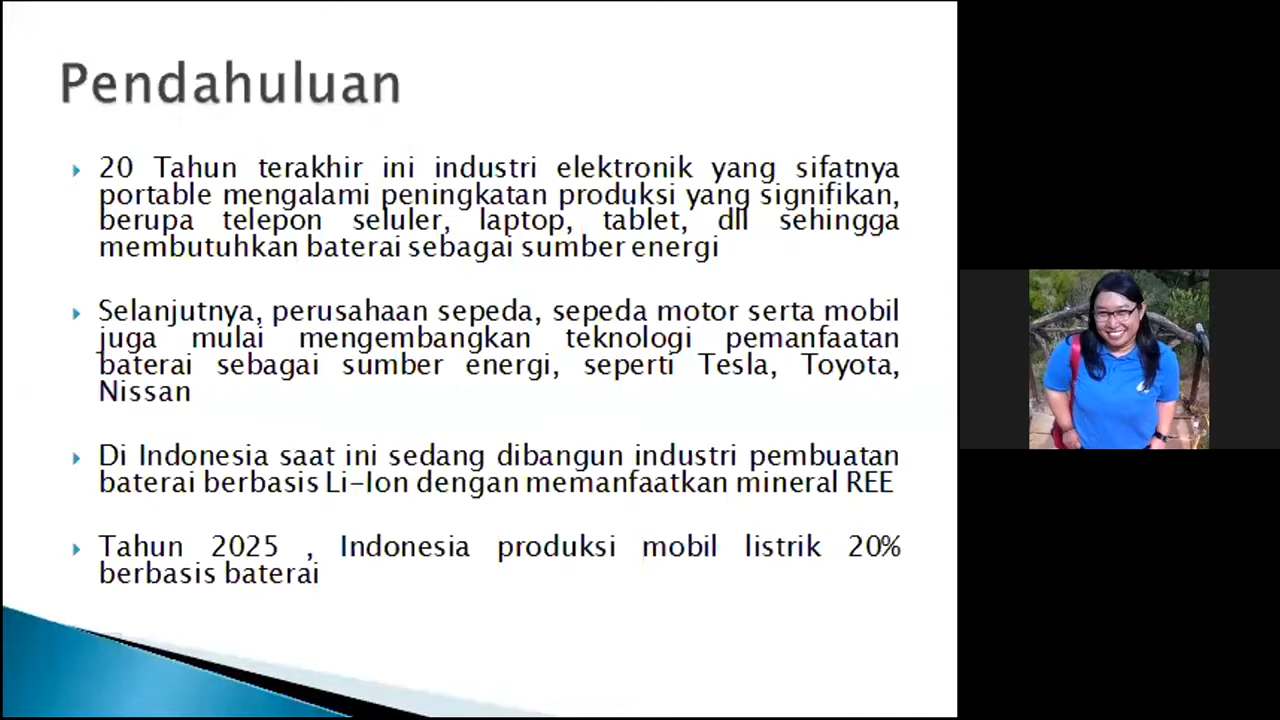 Pendahuluan
20 Tahun terakhir ini industri elektronik yang sifatnya
portable mengalami peningkatan produksi yang signifikan,
berupa telepon seluler, laptop, tablet, dll sehingga
membutuhkan baterai sebagai sumber energi
Selanjutnya, perusahaan sepeda, sepeda motor serta mobil
juga mulai mengembangkan teknologi pemanfaatan
baterai sebagai sumber energi, seperti Tesla, Toyota,
Nissan
Di Indonesia saat ini sedang dibangun industri pembuatan
baterai berbasis Li-Ion dengan memanfaatkan mineral REE
Tahun 2025 , Indonesia produksi mobil listrik 20%
berbasis baterai